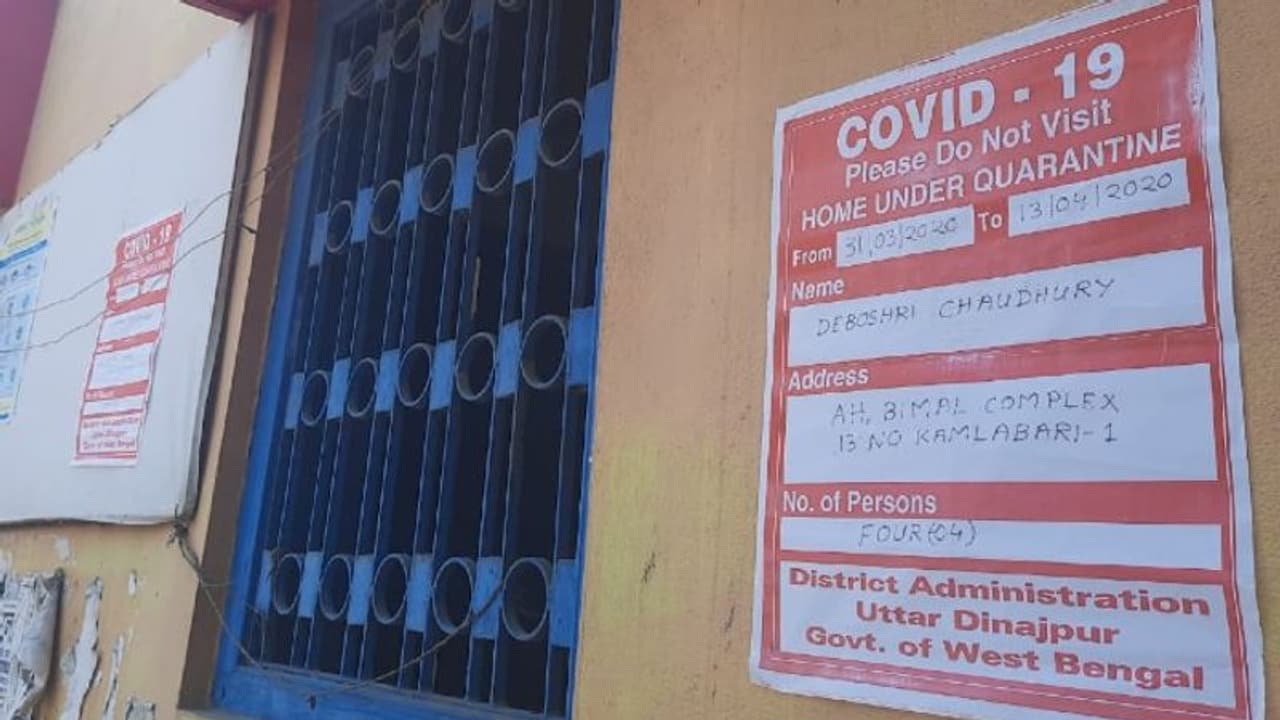 COVID - 19
Please Do Not Visit
HOME UNDER QUARANTINE
From 31/03/2020 To 13/04/2020
Name
DEBOSHRI CHAUDHURY
Address
AH, BIMAL COMPLEX
13 NO KAMLABARI-1
No. of Persons
FOUR(04)
District Administration
Uttar Dinajpur
Govt. of West Bengal
COVID - 19